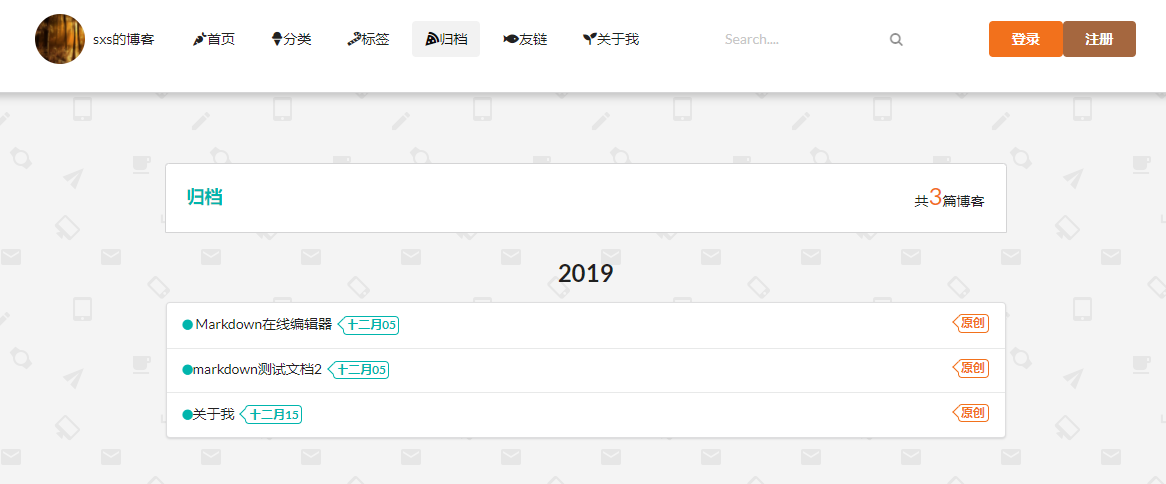 sxs的博客 首页 分类 标签 归档 友链 关于我 Search.... 登录 注册
归档 共3篇博客
2019
Markdown在线编辑器 十二月05 原创
markdown测试文档2 十二月05 原创
关于我 十二月15 原创